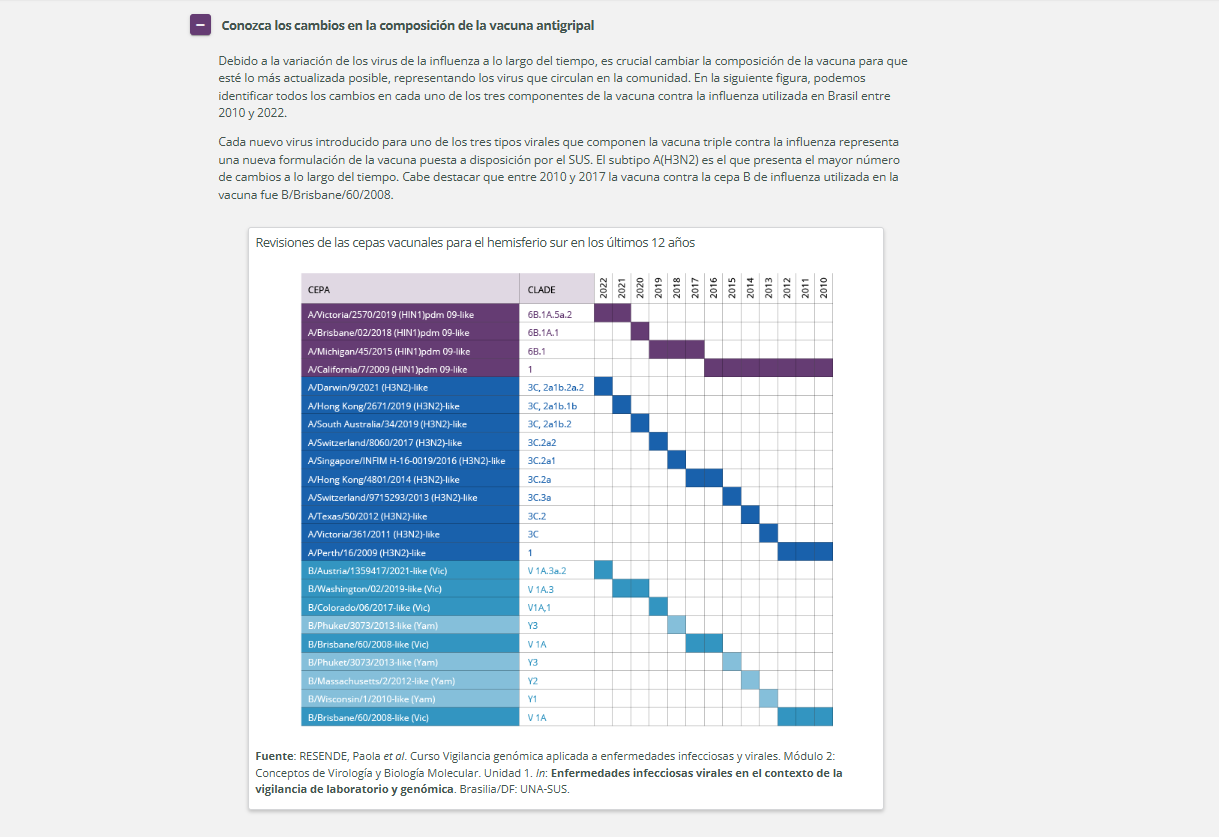 Conozca los cambios en la composición de la vacuna antigripal
Debido a la variación de los virus de la influenza a lo largo del tiempo, es crucial cambiar la composición de la vacuna para que
esté lo más actualizada posible, representando los virus que circulan en la comunidad. En la siguiente figura, podemos
identificar todos los cambios en cada uno de los tres componentes de la vacuna contra la influenza utilizada en Brasil entre
2010 y 2022.
Cada nuevo virus introducido para uno de los tres tipos virales que componen la vacuna triple contra la influenza representa
una nueva formulación de la vacuna puesta a disposición por el SUS. El subtipo A(H3N2) es el que presenta el mayor número
de cambios a lo largo del tiempo. Cabe destacar que entre 2010 y 2017 la vacuna contra la cepa B de influenza utilizada en la
vacuna fue B/Brisbane/60/2008.
Revisiones de las cepas vacunales para el hemisferio sur en los últimos 12 años
CEPA CLADE 2022 2021 2020 2019 2018 2017 2016 2015 2014 2013 2012 2011 2010
A/Victoria/2570/2019 (HIN1)pdm 09-like 6B.1A.5a.2
A/Brisbane/02/2018 (HIN1)pdm 09-like 6B.1A.1
A/Michigan/45/2015 (HIN1)pdm 09-like 6B.1
A/California/7/2009 (HIN1)pdm 09-like 1
A/Darwin/9/2021 (H3N2)-like 3C, 2a1b.2a.2
A/Hong Kong/2671/2019 (H3N2)-like 3C, 2a1b.1b
A/South Australia/34/2019 (H3N2)-like 3C, 2a1b.2
A/Switzerland/8060/2017 (H3N2)-like 3C.2a2
A/Singapore/INFIM H-16-0019/2016 (H3N2)-like 3C.2a1
A/Hong Kong/4801/2014 (H3N2)-like 3C.2a
A/Switzerland/9715293/2013 (H3N2)-like 3C.3a
A/Texas/50/2012 (H3N2)-like 3C.2
A/Victoria/361/2011 (H3N2)-like 3C
A/Perth/16/2009 (H3N2)-like 1
B/Austria/1359417/2021-like (Vic) V 1A.3a.2
B/Washington/02/2019-like (Vic) V 1A.3
B/Colorado/06/2017-like (Vic) V1A,1
B/Phuket/3073/2013-like (Yam) Y3
B/Brisbane/60/2008-like (Vic) V 1A
B/Phuket/3073/2013-like (Yam) Y3
B/Massachusetts/2/2012-like (Yam) Y2
B/Wisconsin/1/2010-like (Yam) Y1
B/Brisbane/60/2008-like (Vic) V 1A
Fuente: RESENDE, Paola et al. Curso Vigilancia genómica aplicada a enfermedades infecciosas y virales. Módulo 2:
Conceptos de Virología y Biología Molecular. Unidad 1. In: Enfermedades infecciosas virales en el contexto de la
vigilancia de laboratorio y genómica. Brasilia/DF: UNA-SUS.